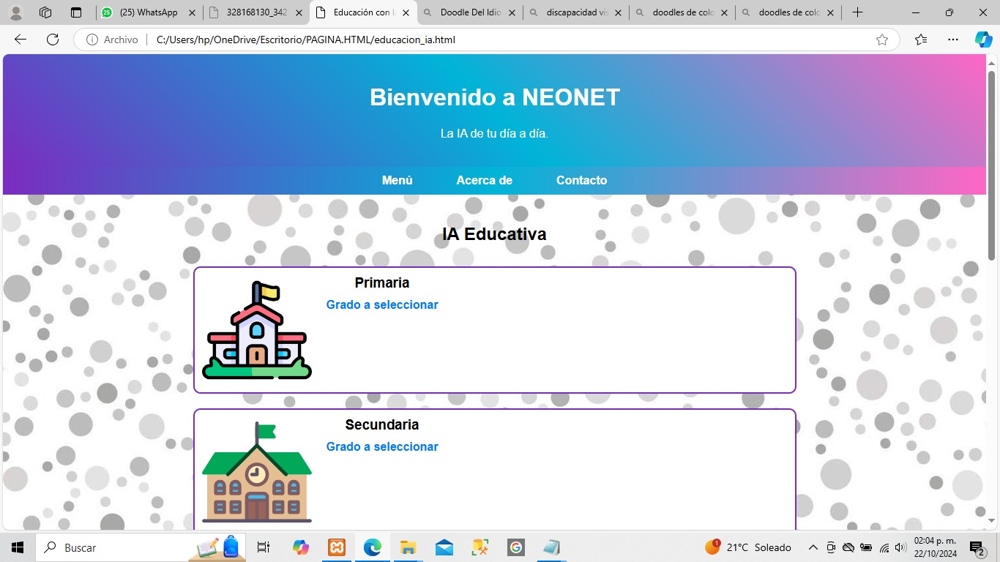 (25) WhatsApp
328168130_342
Educación con I
Doodle Del Idio
discapacidad vis
doodles de colo
doodles de colo
Archivo
C:/Users/hp/OneDrive/Escritorio/PAGINA.HTML/educacion_ia.html
Bienvenido a NEONET
La IA de tu día a día.
Menú Acerca de Contacto
IA Educativa
Primaria
Grado a seleccionar
Secundaria
Grado a seleccionar
Buscar
1
21°C Soleado
02:04 p. m.
22/10/2024
2